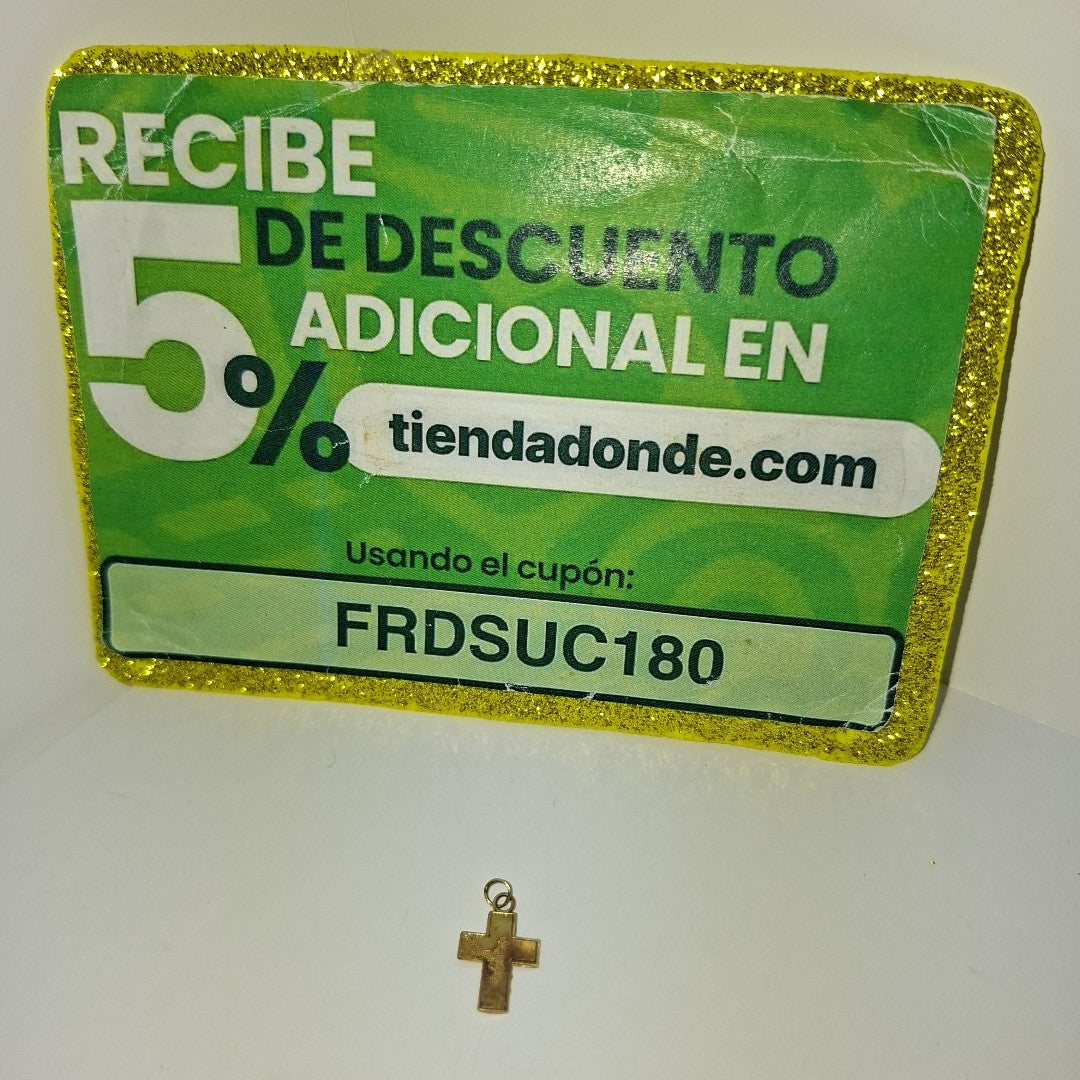 RECIBE
5% DE DESCUENTO
ADICIONAL EN
tiendadonde.com
Usando el cupón:
FRDSUC180